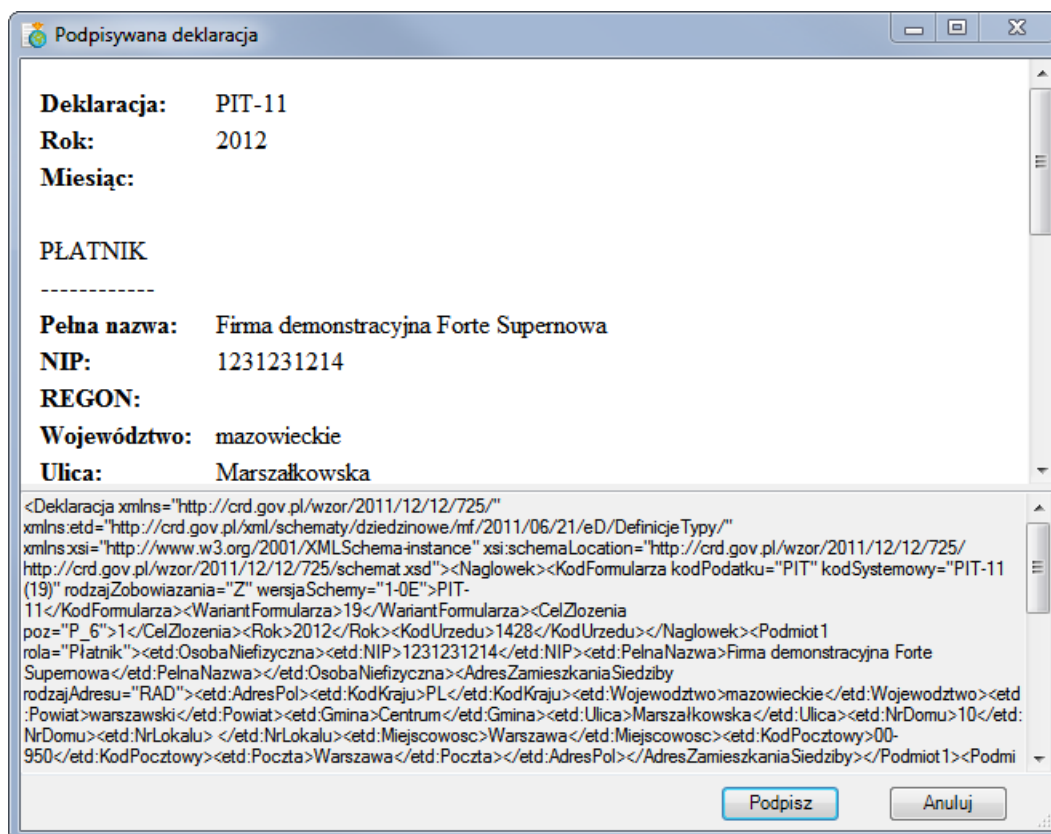 Podpisywana deklaracja
Deklaracja: PIT-11
Rok: 2012
Miesiąc:
PŁATNIK
------------
Pełna nazwa: Firma demonstracyjna Forte Supernowa
NIP: 1231231214
REGON:
Województwo: mazowieckie
Ulica: Marszałkowska
<Deklaracja xmlns="http://crd.gov.pl/wzor/2011/12/12/725/"
xmlns:etd="http://crd.gov.pl/xml/schematy/dziedzinowe/mf/2011/06/21/eD/DefinicjeTypy/"
xmlns:xsi="http://www.w3.org/2001/XMLSchema-instance" xsi:schemaLocation="http://crd.gov.pl/wzor/2011/12/12/725/
http://crd.gov.pl/wzor/2011/12/12/725/schemat.xsd"><Naglowek><KodFormularza kodPodatku="PIT" kodSystemowy="PIT-11
(19)" rodzajZobowiazania="Z" wersjaSchemy="1-0E">PIT-
11</KodFormularza><WariantFormularza>19</WariantFormularza><CelZlozenia
poz="P_6">1</CelZlozenia><Rok>2012</Rok><KodUrzedu>1428</KodUrzedu></Naglowek><Podmiot1
rola="Płatnik"><etd:OsobaNiefizyczna><etd:NIP>1231231214</etd:NIP><etd:PelnaNazwa>Firma demonstracyjna Forte
Supernowa</etd:PelnaNazwa></etd:OsobaNiefizyczna><AdresZamieszkaniaSiedziby
rodzajAdresu="RAD"><etd:AdresPol><etd:KodKraju>PL</etd:KodKraju><etd:Wojewodztwo>mazowieckie</etd:Wojewodztwo><etd
:Powiat>warszawski</etd:Powiat><etd:Gmina>Centrum</etd:Gmina><etd:Ulica>Marszałkowska</etd:Ulica><etd:NrDomu>10</etd:
NrDomu><etd:NrLokalu> </etd:NrLokalu><etd:Miejscowosc>Warszawa</etd:Miejscowosc><etd:KodPocztowy>00-
950</etd:KodPocztowy><etd:Poczta>Warszawa</etd:Poczta></etd:AdresPol></AdresZamieszkaniaSiedziby></Podmiot1><Podmi
Podpisz Anuluj